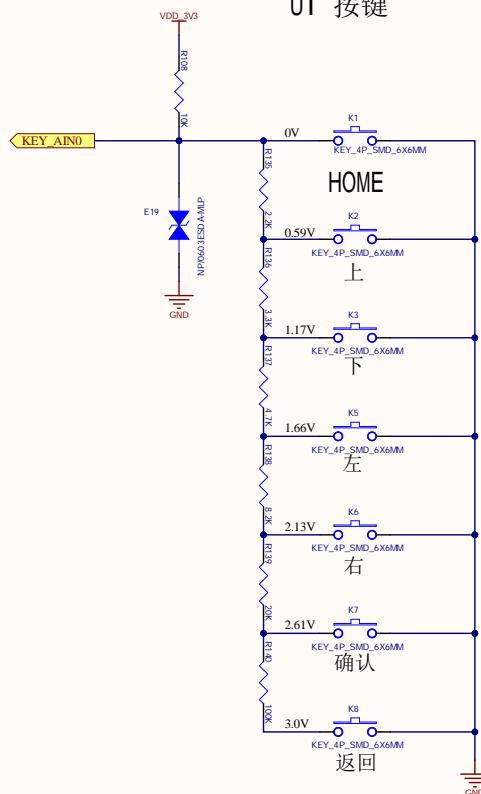 UI 按键
VDD_3V3
R108
10K
KEY_AIN0
0V
K1
KEY_4P_SMD_6X6MM
HOME
R135
2.2K
E19
NP/0603ESDA-MLP
GND
0.59V
K2
KEY_4P_SMD_6X6MM
上
R136
3.3K
1.17V
K3
KEY_4P_SMD_6X6MM
下
R137
4.7K
1.66V
K5
KEY_4P_SMD_6X6MM
左
R138
8.2K
2.13V
K6
KEY_4P_SMD_6X6MM
右
R139
20K
2.61V
K7
KEY_4P_SMD_6X6MM
确认
R140
100K
3.0V
K8
KEY_4P_SMD_6X6MM
返回
GND